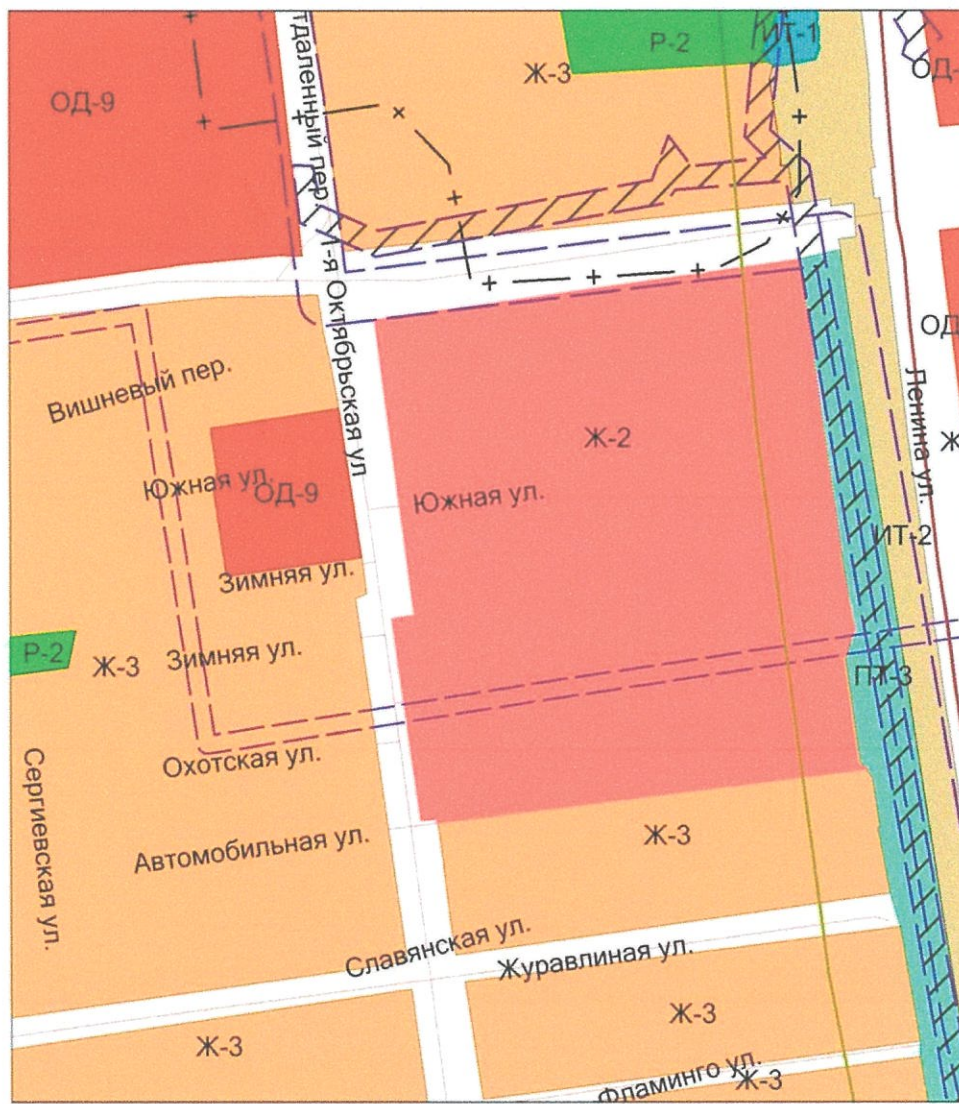 тдаленный пер.
Р-2
ИТ-1
Ж-3
ОД-
ОД-9
1-я Октябрьская ул
ОД
Вишневый пер.
Ленина ул.
Ж-2
Ж
Южная ул.
ОД-9
Южная ул.
ИТ-2
Зимняя ул.
Р-2
Ж-3
Зимняя ул.
ПТ-3
Охотская ул.
Сергиевская ул.
Автомобильная ул.
Ж-3
Славянская ул.
Журавлиная ул.
Ж-3
Ж-3
Фламинго ул.
Ж-3